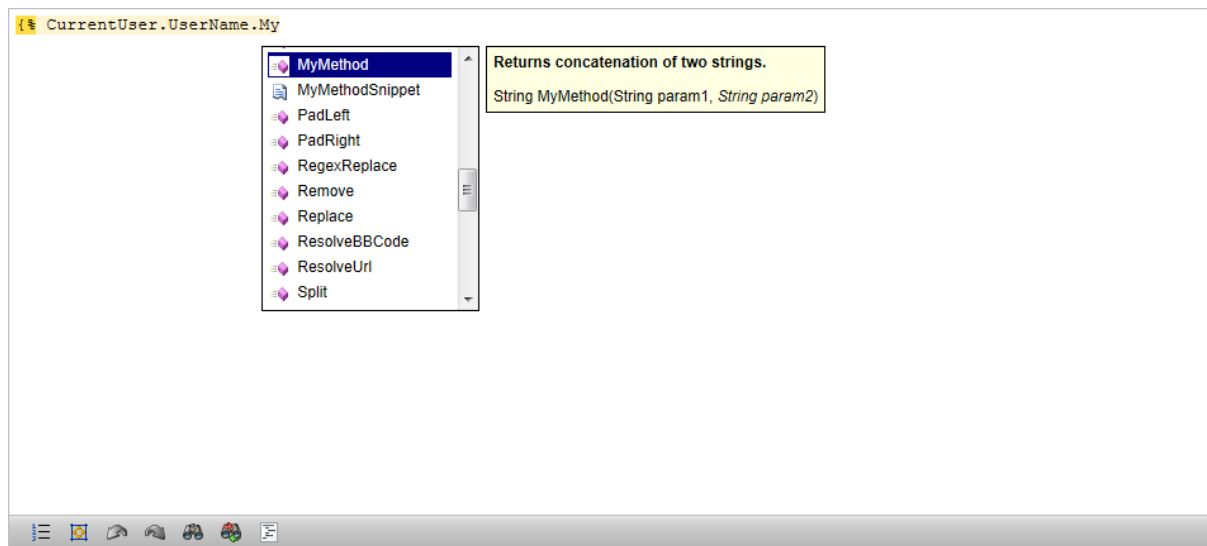 {% CurrentUser.UserName.My
MyMethod
MyMethodSnippet
PadLeft
PadRight
RegexReplace
Remove
Replace
ResolveBBCode
ResolveUrl
Split
Returns concatenation of two strings.
String MyMethod(String param1, String param2)